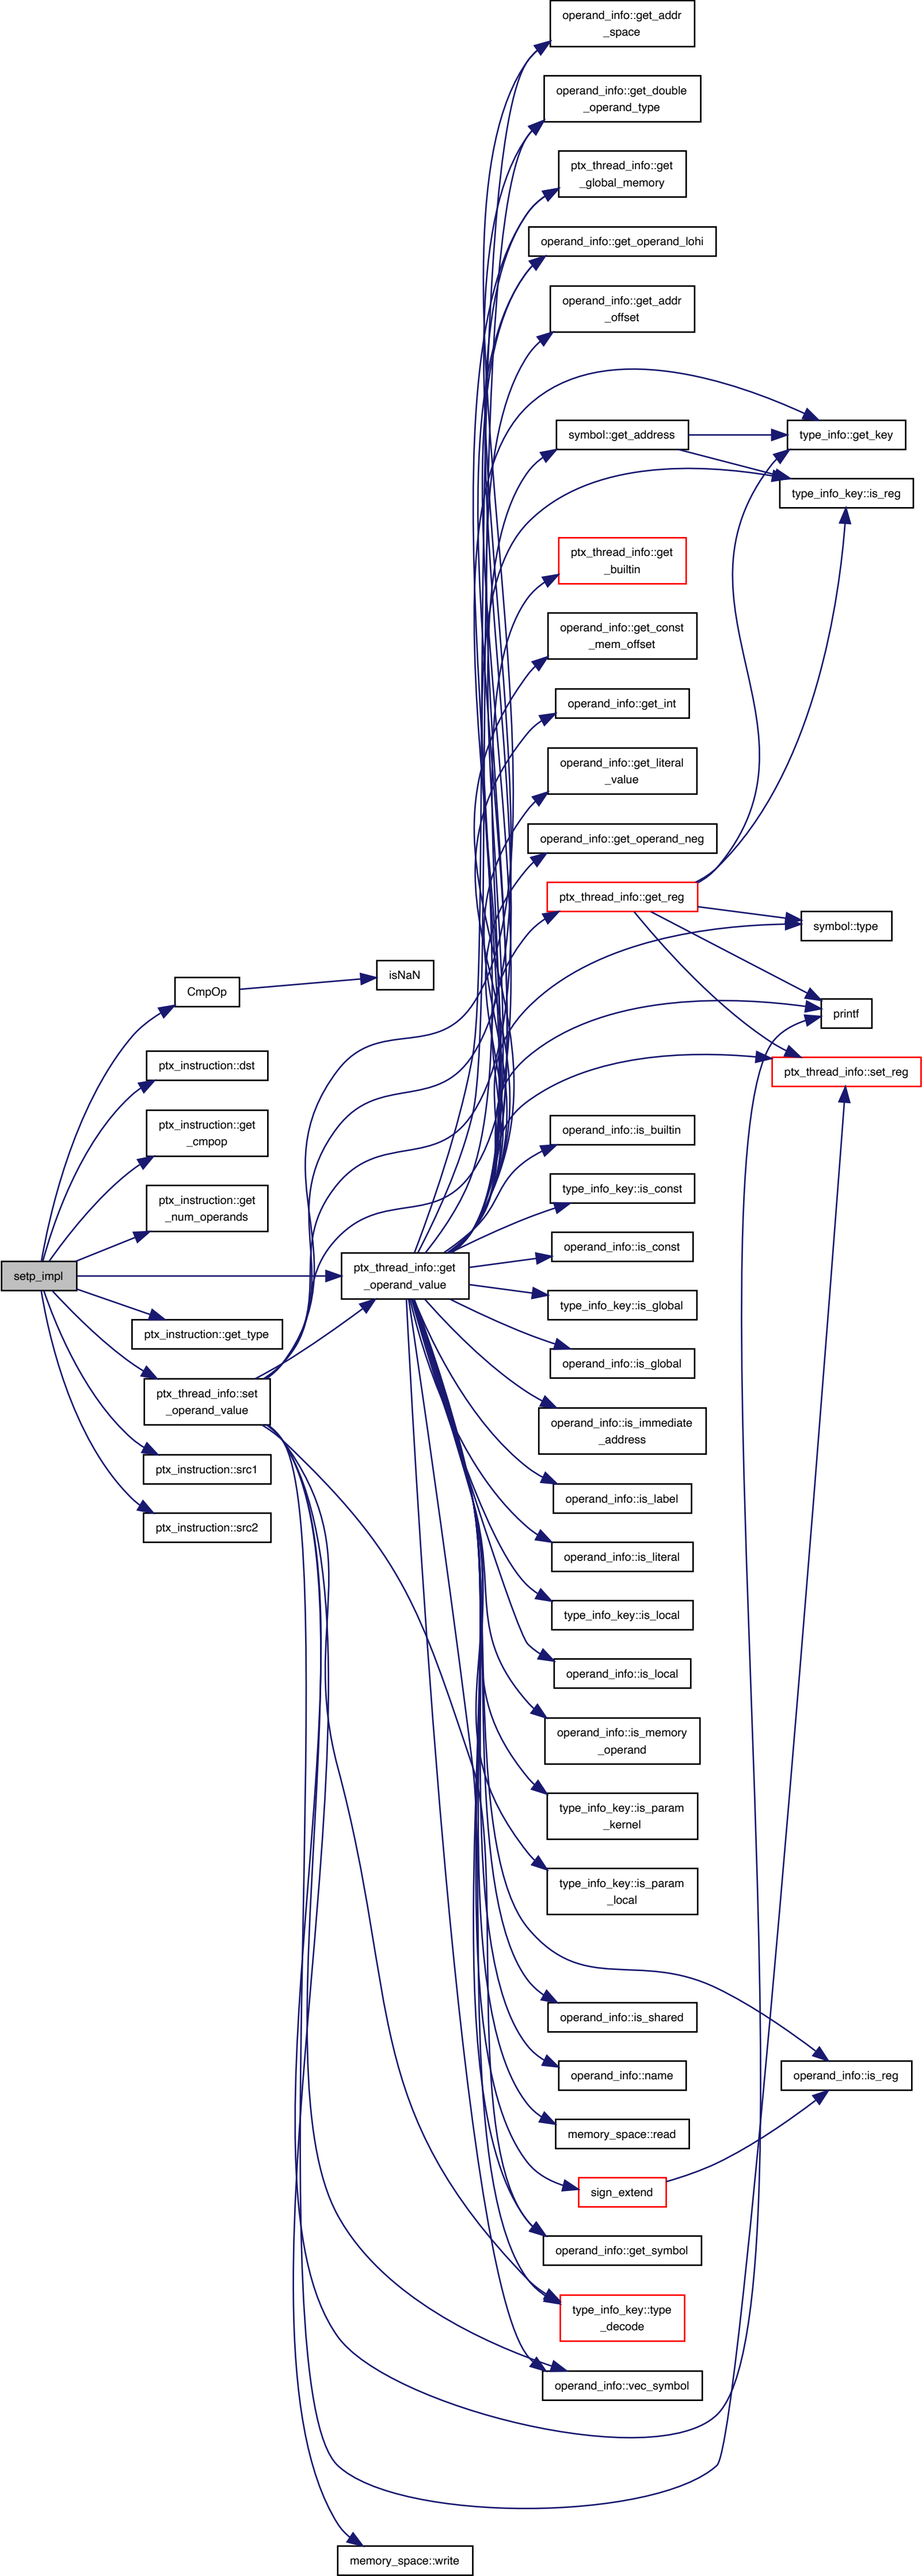 operand_info::get_addr
_space
operand_info::get_double
_operand_type
ptx_thread_info::get
_global_memory
operand_info::get_operand_lohi
operand_info::get_addr
_offset
symbol::get_address
type_info::get_key
type_info_key::is_reg
ptx_thread_info::get
_builtin
operand_info::get_const
_mem_offset
operand_info::get_int
operand_info::get_literal
_value
operand_info::get_operand_neg
ptx_thread_info::get_reg
symbol::type
isNaN
CmpOp
printf
ptx_instruction::dst
ptx_thread_info::set_reg
ptx_instruction::get
_cmpop
operand_info::is_builtin
type_info_key::is_const
ptx_instruction::get
_num_operands
operand_info::is_const
setp_impl
ptx_thread_info::get
_operand_value
type_info_key::is_global
ptx_instruction::get_type
operand_info::is_global
ptx_thread_info::set
_operand_value
operand_info::is_immediate
_address
ptx_instruction::src1
operand_info::is_label
ptx_instruction::src2
operand_info::is_literal
type_info_key::is_local
operand_info::is_local
operand_info::is_memory
_operand
type_info_key::is_param
_kernel
type_info_key::is_param
_local
operand_info::is_shared
operand_info::name
operand_info::is_reg
memory_space::read
sign_extend
operand_info::get_symbol
type_info_key::type
_decode
operand_info::vec_symbol
memory_space::write